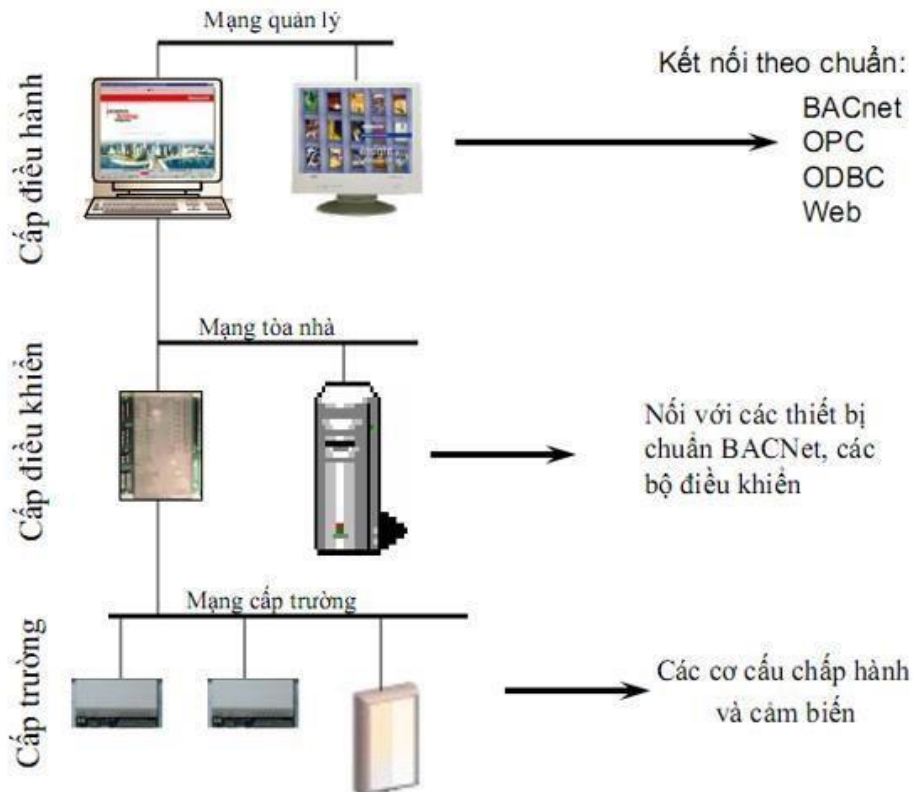 Mạng quản lý
Cấp điều hành
Kết nối theo chuẩn:
BACnet
OPC
ODBC
Web
Mạng tòa nhà
Cấp điều khiển
Nối với các thiết bị
chuẩn BACNet, các
bộ điều khiển
Mạng cấp trường
Cấp trường
Các cơ cấu chấp hành
và cảm biến